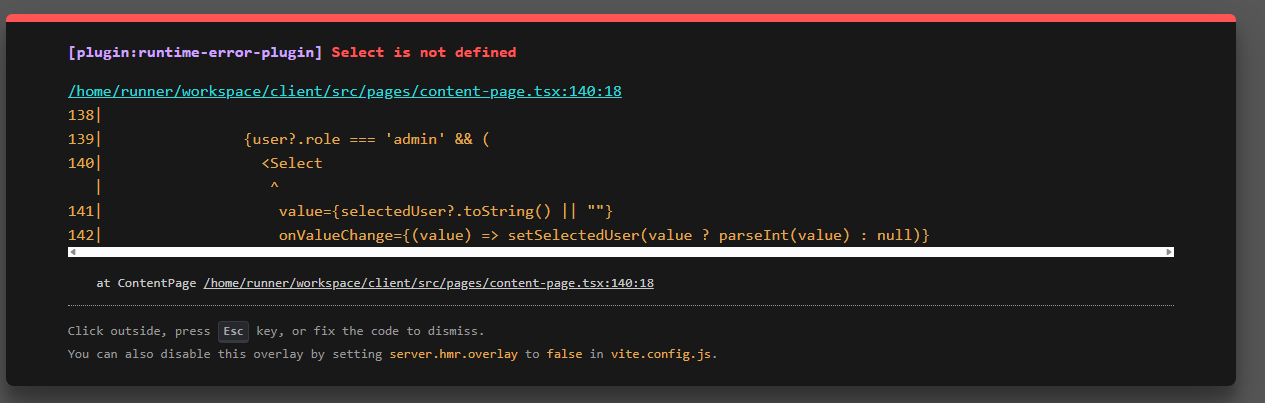 [plugin:runtime-error-plugin] Select is not defined
/home/runner/workspace/client/src/pages/content-page.tsx:140:18
138|
139|                {user?.role === 'admin' && (
140|                  <Select
   |                   ^
141|                    value={selectedUser?.toString() || ""}
142|                    onValueChange={(value) => setSelectedUser(value ? parseInt(value) : null)}
at ContentPage /home/runner/workspace/client/src/pages/content-page.tsx:140:18
Click outside, press Esc key, or fix the code to dismiss.
You can also disable this overlay by setting server.hmr.overlay to false in vite.config.js.